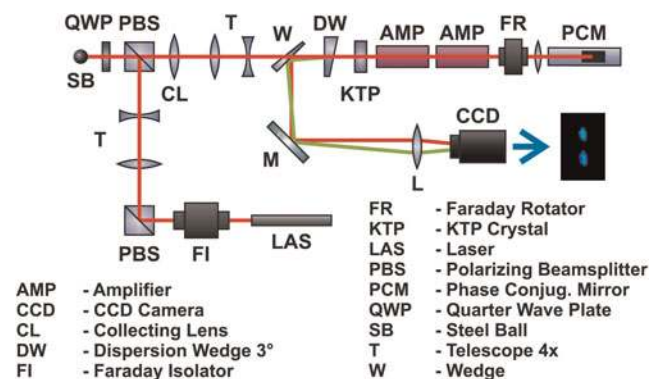 QWP PBS T W DW AMP AMP FR PCM
SB CL KTP
T M L CCD
PBS FI LAS
AMP - Amplifier
CCD - CCD Camera
CL - Collecting Lens
DW - Dispersion Wedge 3°
FI - Faraday Isolator
FR - Faraday Rotator
KTP - KTP Crystal
LAS - Laser
PBS - Polarizing Beamsplitter
PCM - Phase Conjug. Mirror
QWP - Quarter Wave Plate
SB - Steel Ball
T - Telescope 4x
W - Wedge